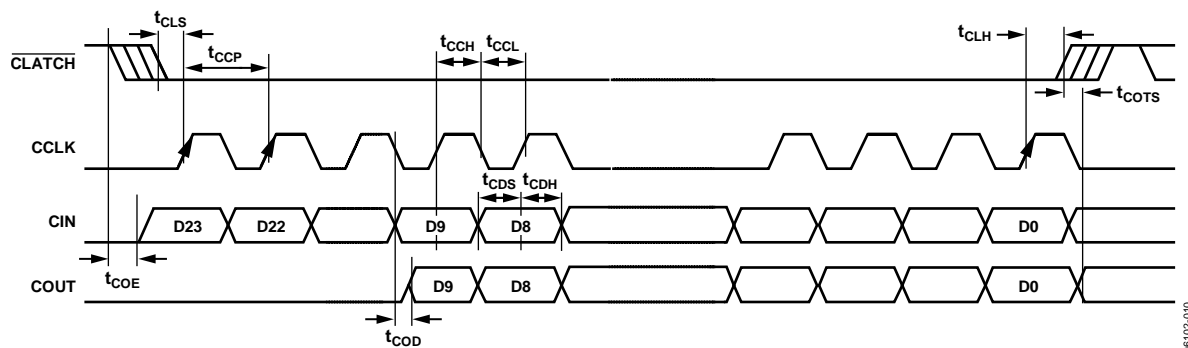 tCLS
tCCP
tCCH
tCCL
tCLH
CLATCH
tCOTS
CCLK
tCDS
tCDH
CIN
D23
D22
D9
D8
D0
tCOE
COUT
D9
D8
D0
tCOD